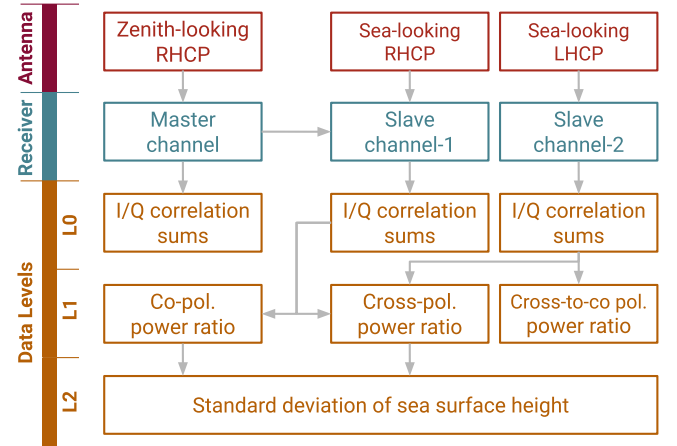 Antenna
Zenith-looking
RHCP
Sea-looking
RHCP
Sea-looking
LHCP
Receiver
Master
channel
Slave
channel-1
Slave
channel-2
Data Levels
L0
I/Q correlation
sums
I/Q correlation
sums
I/Q correlation
sums
L1
Co-pol.
power ratio
Cross-pol.
power ratio
Cross-to-co pol.
power ratio
L2
Standard deviation of sea surface height